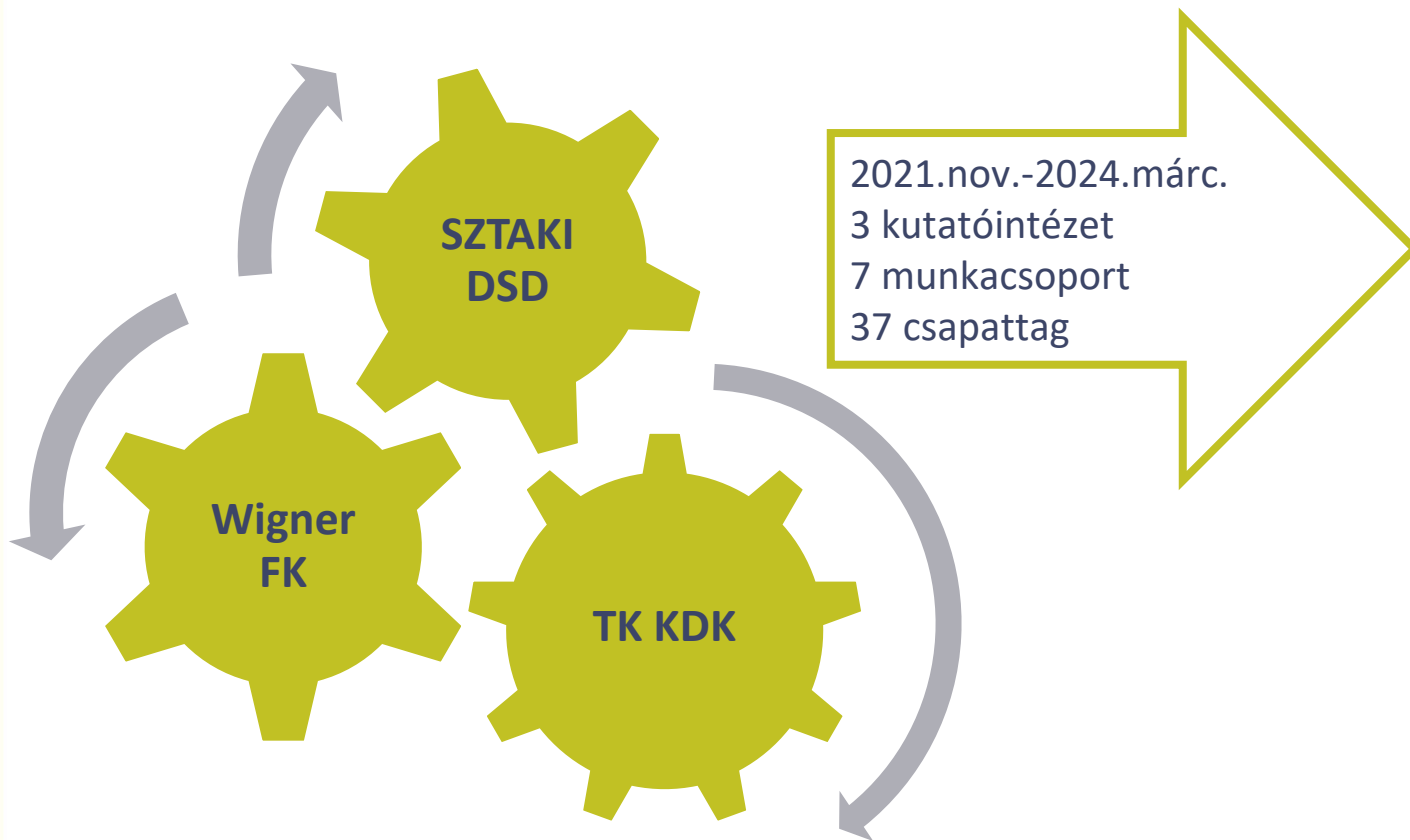 SZTAKI
DSD
Wigner
FK
TK KDK
2021.nov.-2024.márc.
3 kutatóintézet
7 munkacsoport
37 csapattag